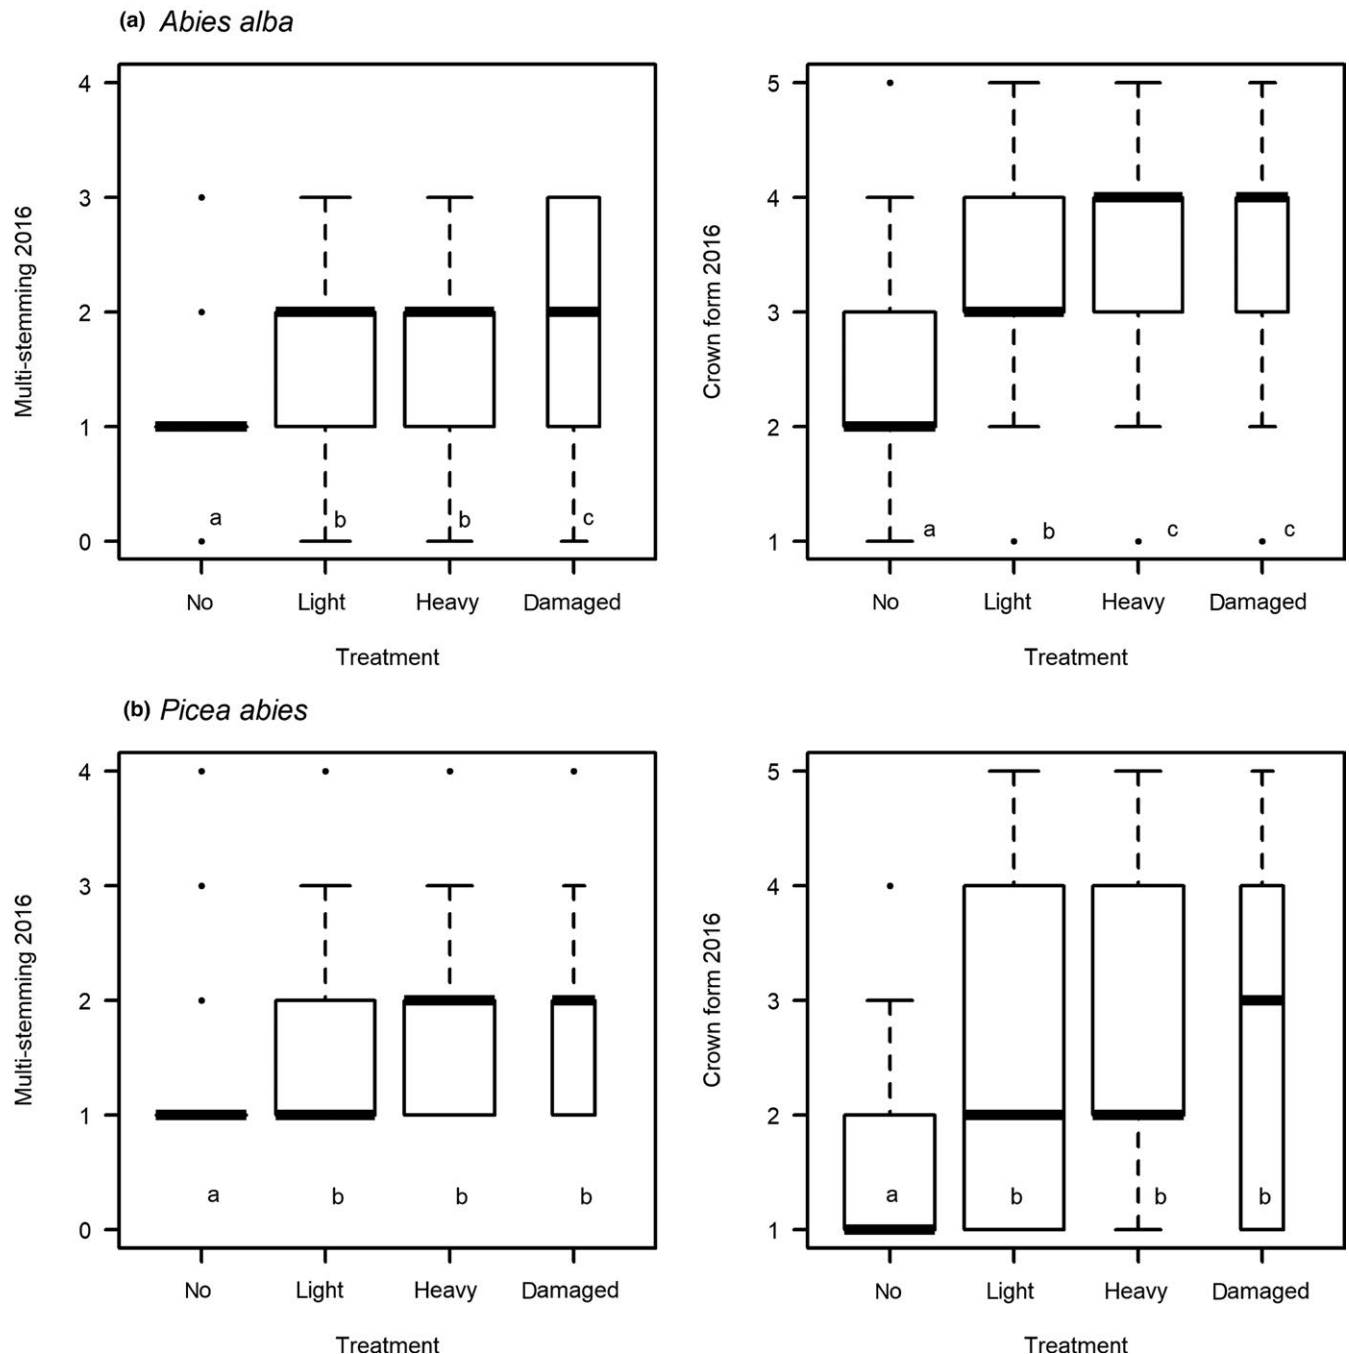 (a) Abies alba
Multi-stemming 2016
4
3
2
1
0
a
b
b
c
No
Light
Heavy
Damaged
Treatment
Crown form 2016
5
4
3
2
1
a
b
c
c
No
Light
Heavy
Damaged
Treatment
(b) Picea abies
Multi-stemming 2016
4
3
2
1
0
a
b
b
b
No
Light
Heavy
Damaged
Treatment
Crown form 2016
5
4
3
2
1
a
b
b
b
No
Light
Heavy
Damaged
Treatment